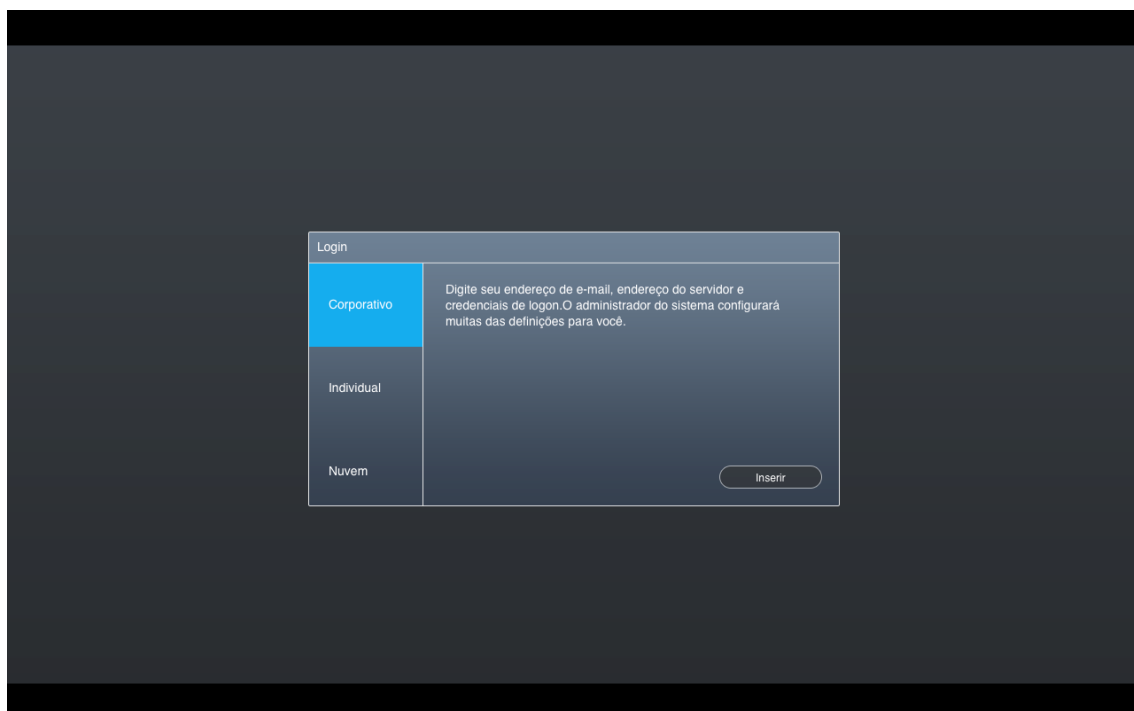 Login
Corporativo
Digite seu endereço de e-mail, endereço do servidor e
credenciais de logon.O administrador do sistema configurará
muitas das definições para você.
Individual
Nuvem
Inserir